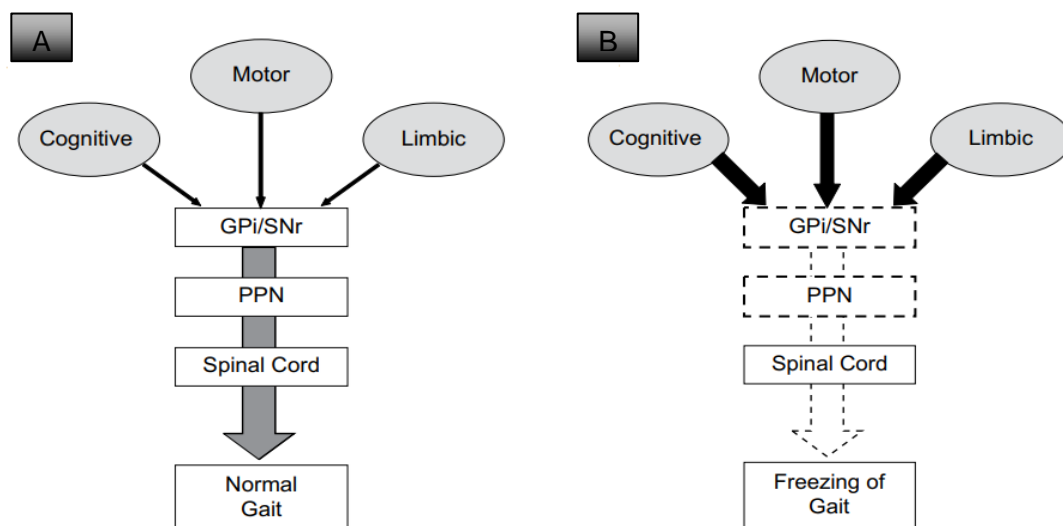 A
Motor
Cognitive
Limbic
GPi/SNr
PPN
Spinal Cord
Normal
Gait
B
Motor
Cognitive
Limbic
GPi/SNr
PPN
Spinal Cord
Freezing of
Gait